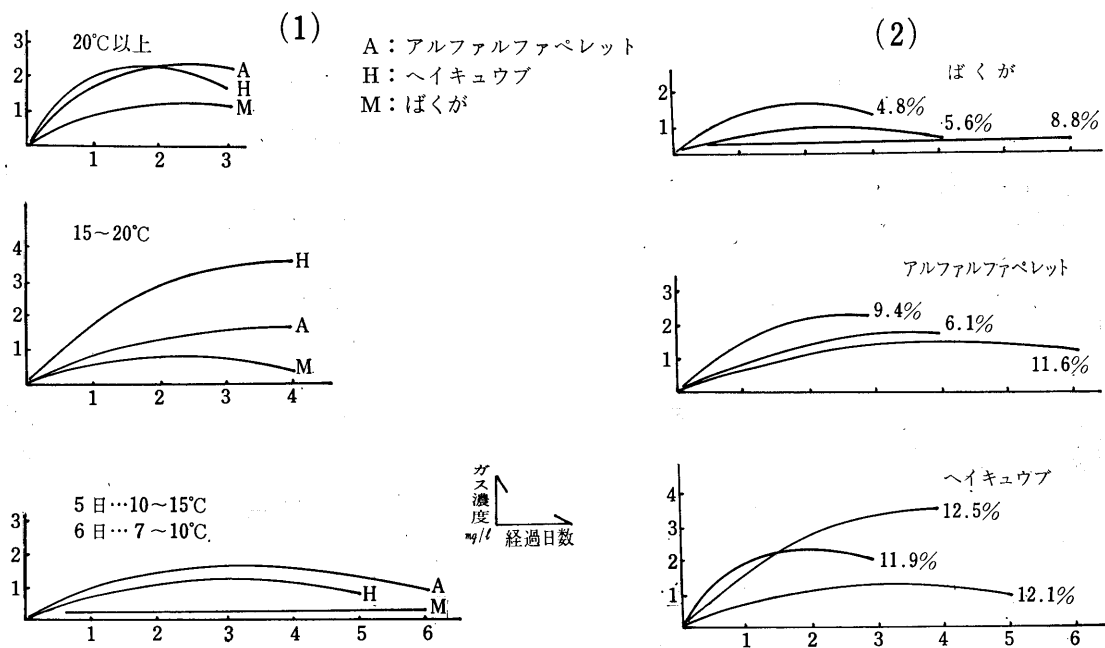 (1)
20℃以上
3
2
1
A
H
M
1 2 3
A：アルファルファペレット
H：ヘイキュウブ
M：ばくが
15～20℃
4
3
2
1
H
A
M
1 2 3 4
5日…10～15℃
6日…7～10℃
3
2
1
A
H
M
1 2 3 4 5 6
ガス濃度
mg/l
経過日数
(2)
ばくが
2
1
4.8%
5.6%
8.8%
アルファルファペレット
3
2
1
9.4%
6.1%
11.6%
ヘイキュウブ
4
3
2
1
12.5%
11.9%
12.1%
1 2 3 4 5 6